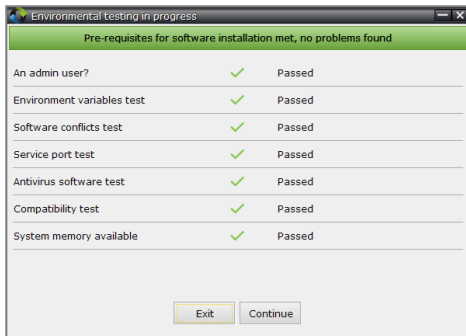 Environmental testing in progress
Pre-requisites for software installation met, no problems found
An admin user? Passed
Environment variables test Passed
Software conflicts test Passed
Service port test Passed
Antivirus software test Passed
Compatibility test Passed
System memory available Passed
Exit Continue